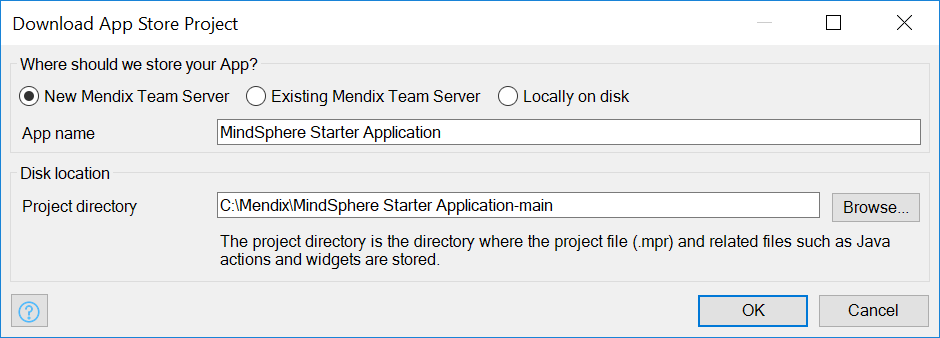 Download App Store Project
Where should we store your App?
New Mendix Team Server Existing Mendix Team Server Locally on disk
App name MindSphere Starter Application
Disk location
Project directory C:\Mendix\MindSphere Starter Application-main Browse...
The project directory is the directory where the project file (.mpr) and related files such as Java
actions and widgets are stored.
? OK Cancel